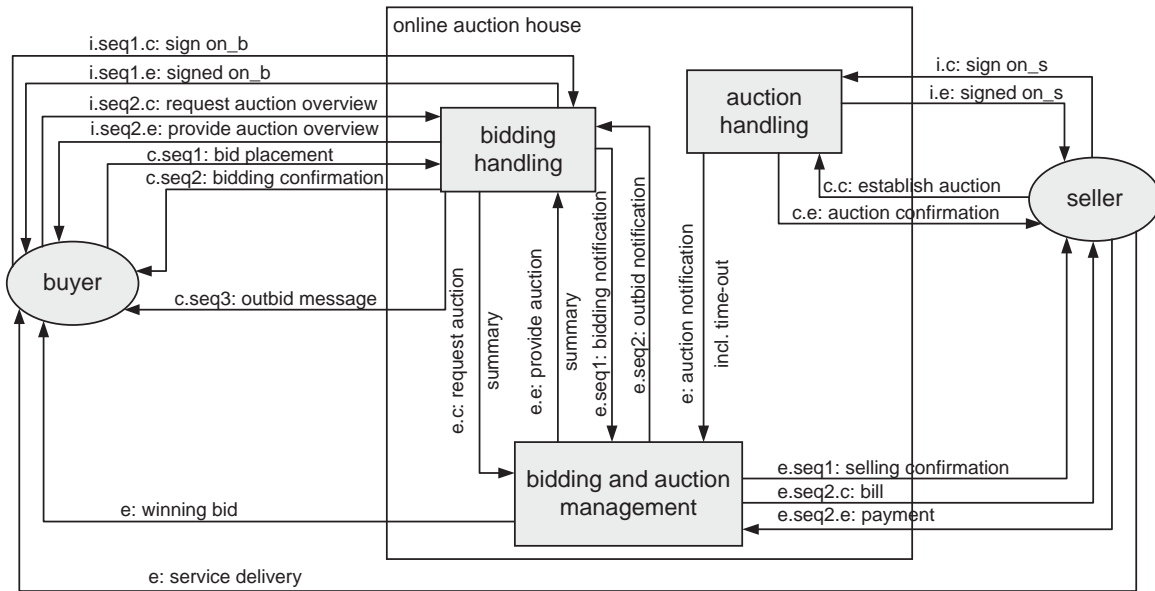 online auction house
i.seq1.c: sign on_b
i.seq1.e: signed on_b
i.seq2.c: request auction overview
i.seq2.e: provide auction overview
c.seq1: bid placement
c.seq2: bidding confirmation
bidding
handling
auction
handling
i.c: sign on_s
i.e: signed on_s
c.c: establish auction
c.e: auction confirmation
seller
buyer
c.seq3: outbid message
e.c: request auction
summary
e.e: provide auction
summary
e.seq1: bidding notification
e.seq2: outbid notification
e: auction notification
incl. time-out
bidding and auction
management
e.seq1: selling confirmation
e.seq2.c: bill
e.seq2.e: payment
e: winning bid
e: service delivery